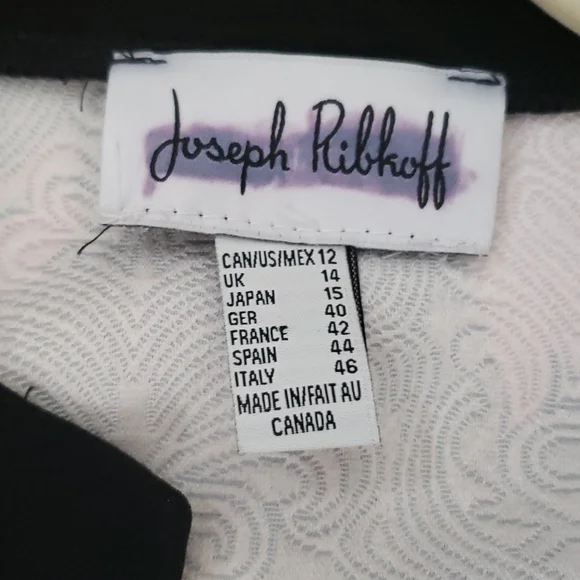 Joseph Ribkoff
CAN/US/MEX 12
UK 14
JAPAN 15
GER 40
FRANCE 42
SPAIN 44
ITALY 46
MADE IN/FAIT AU
CANADA